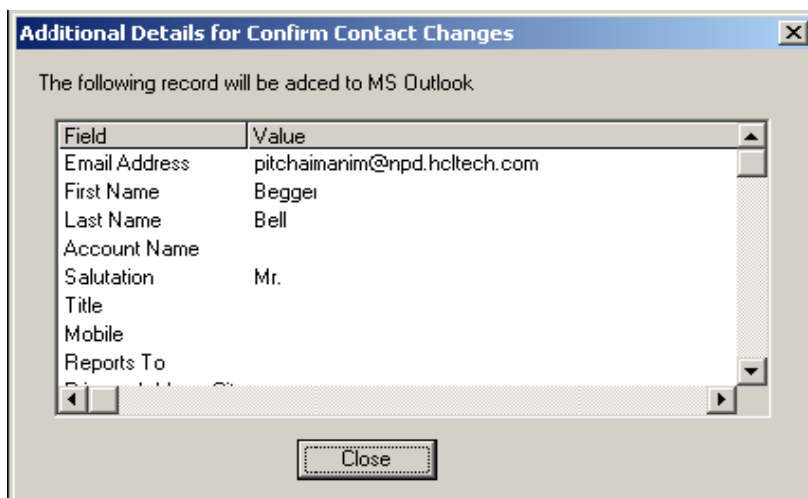 Additional Details for Confirm Contact Changes
The following record will be adced to MS Outlook
Field Value
Email Address pitchaimanim@npd.hcltech.com
First Name Begger
Last Name Bell
Account Name
Salutation Mr.
Title
Mobile
Reports To
Close